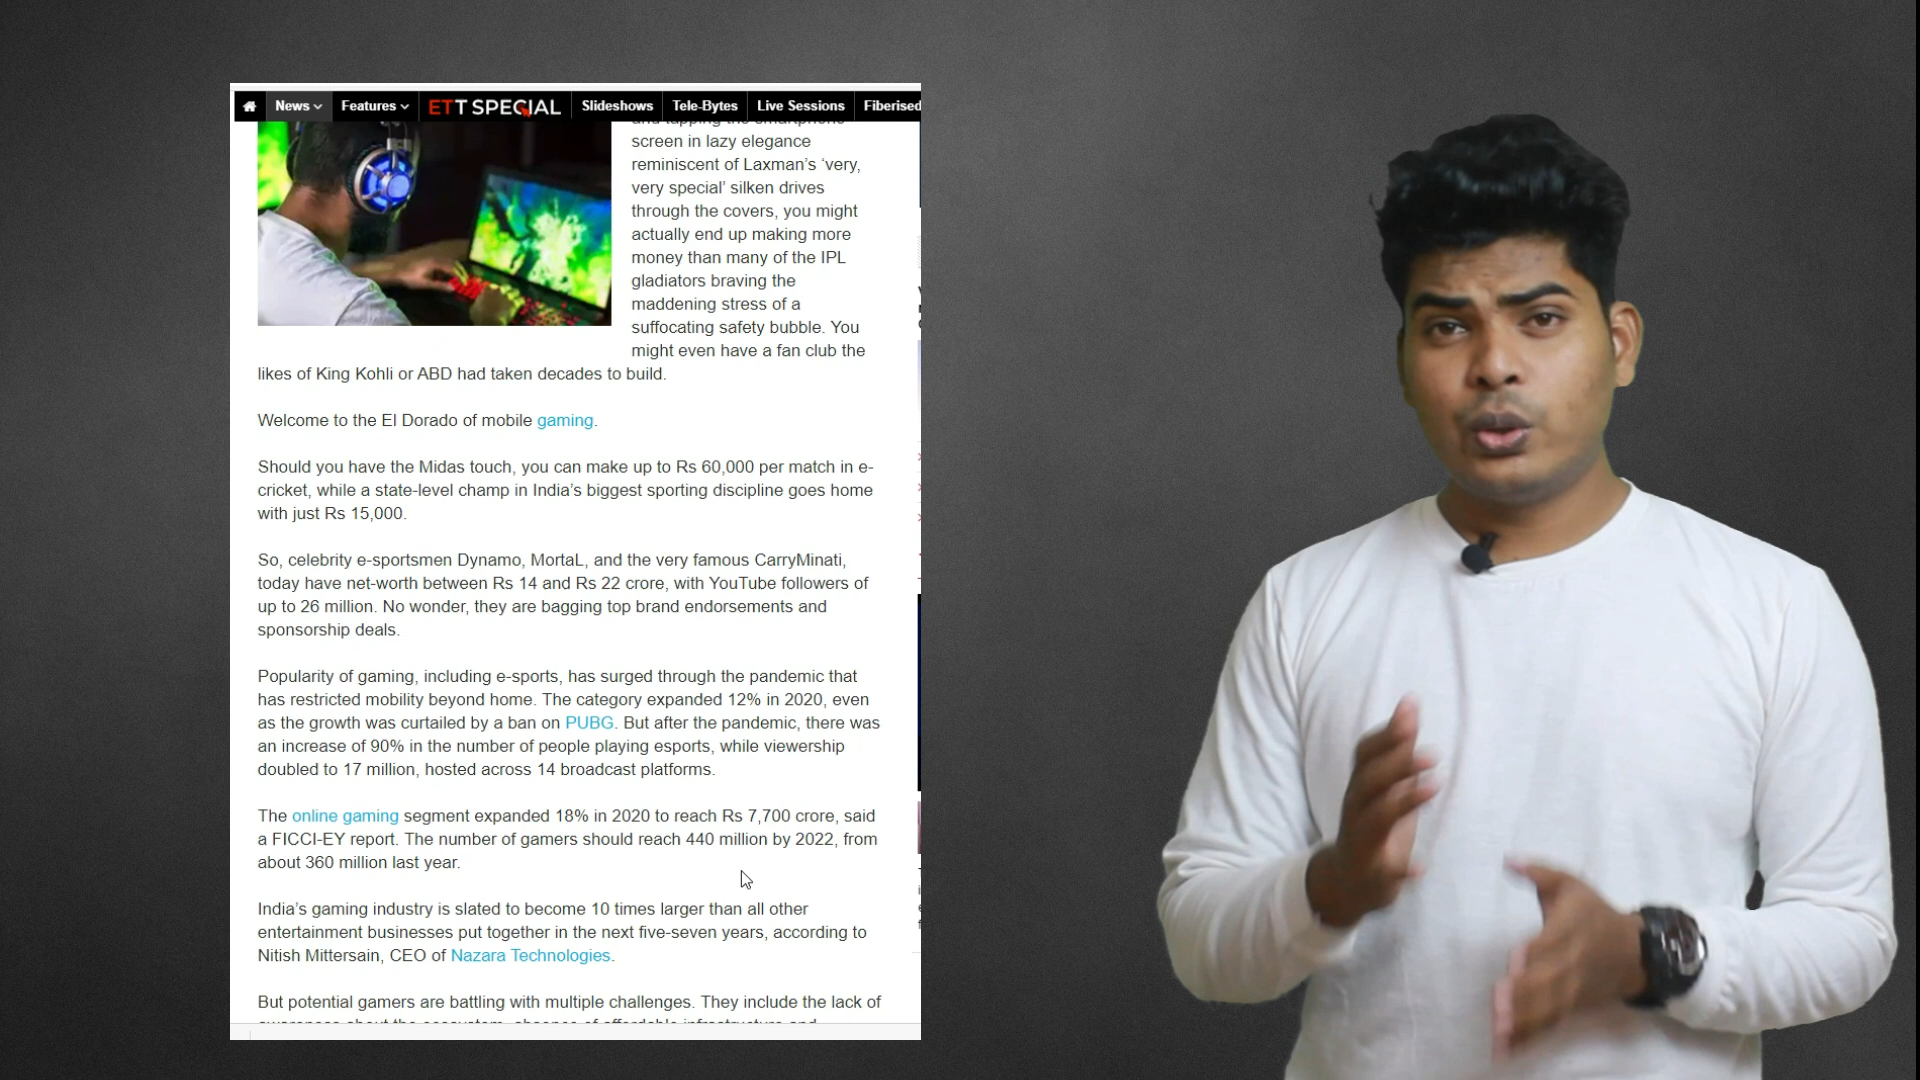 News Features ETT SPECIAL Slideshows Tele-Bytes Live Sessions Fiberised
and tapping the smartphone
screen in lazy elegance
reminiscent of Laxman's ‘very,
very special’ silken drives
through the covers, you might
actually end up making more
money than many of the IPL
gladiators braving the
maddening stress of a
suffocating safety bubble. You
might even have a fan club the
likes of King Kohli or ABD had taken decades to build.
Welcome to the El Dorado of mobile gaming.
Should you have the Midas touch, you can make up to Rs 60,000 per match in e-
cricket, while a state-level champ in India’s biggest sporting discipline goes home
with just Rs 15,000.
So, celebrity e-sportsmen Dynamo, MortaL, and the very famous CarryMinati,
today have net-worth between Rs 14 and Rs 22 crore, with YouTube followers of
up to 26 million. No wonder, they are bagging top brand endorsements and
sponsorship deals.
Popularity of gaming, including e-sports, has surged through the pandemic that
has restricted mobility beyond home. The category expanded 12% in 2020, even
as the growth was curtailed by a ban on PUBG. But after the pandemic, there was
an increase of 90% in the number of people playing esports, while viewership
doubled to 17 million, hosted across 14 broadcast platforms.
The online gaming segment expanded 18% in 2020 to reach Rs 7,700 crore, said
a FICCI-EY report. The number of gamers should reach 440 million by 2022, from
about 360 million last year.
India’s gaming industry is slated to become 10 times larger than all other
entertainment businesses put together in the next five-seven years, according to
Nitish Mittersain, CEO of Nazara Technologies.
But potential gamers are battling with multiple challenges. They include the lack of